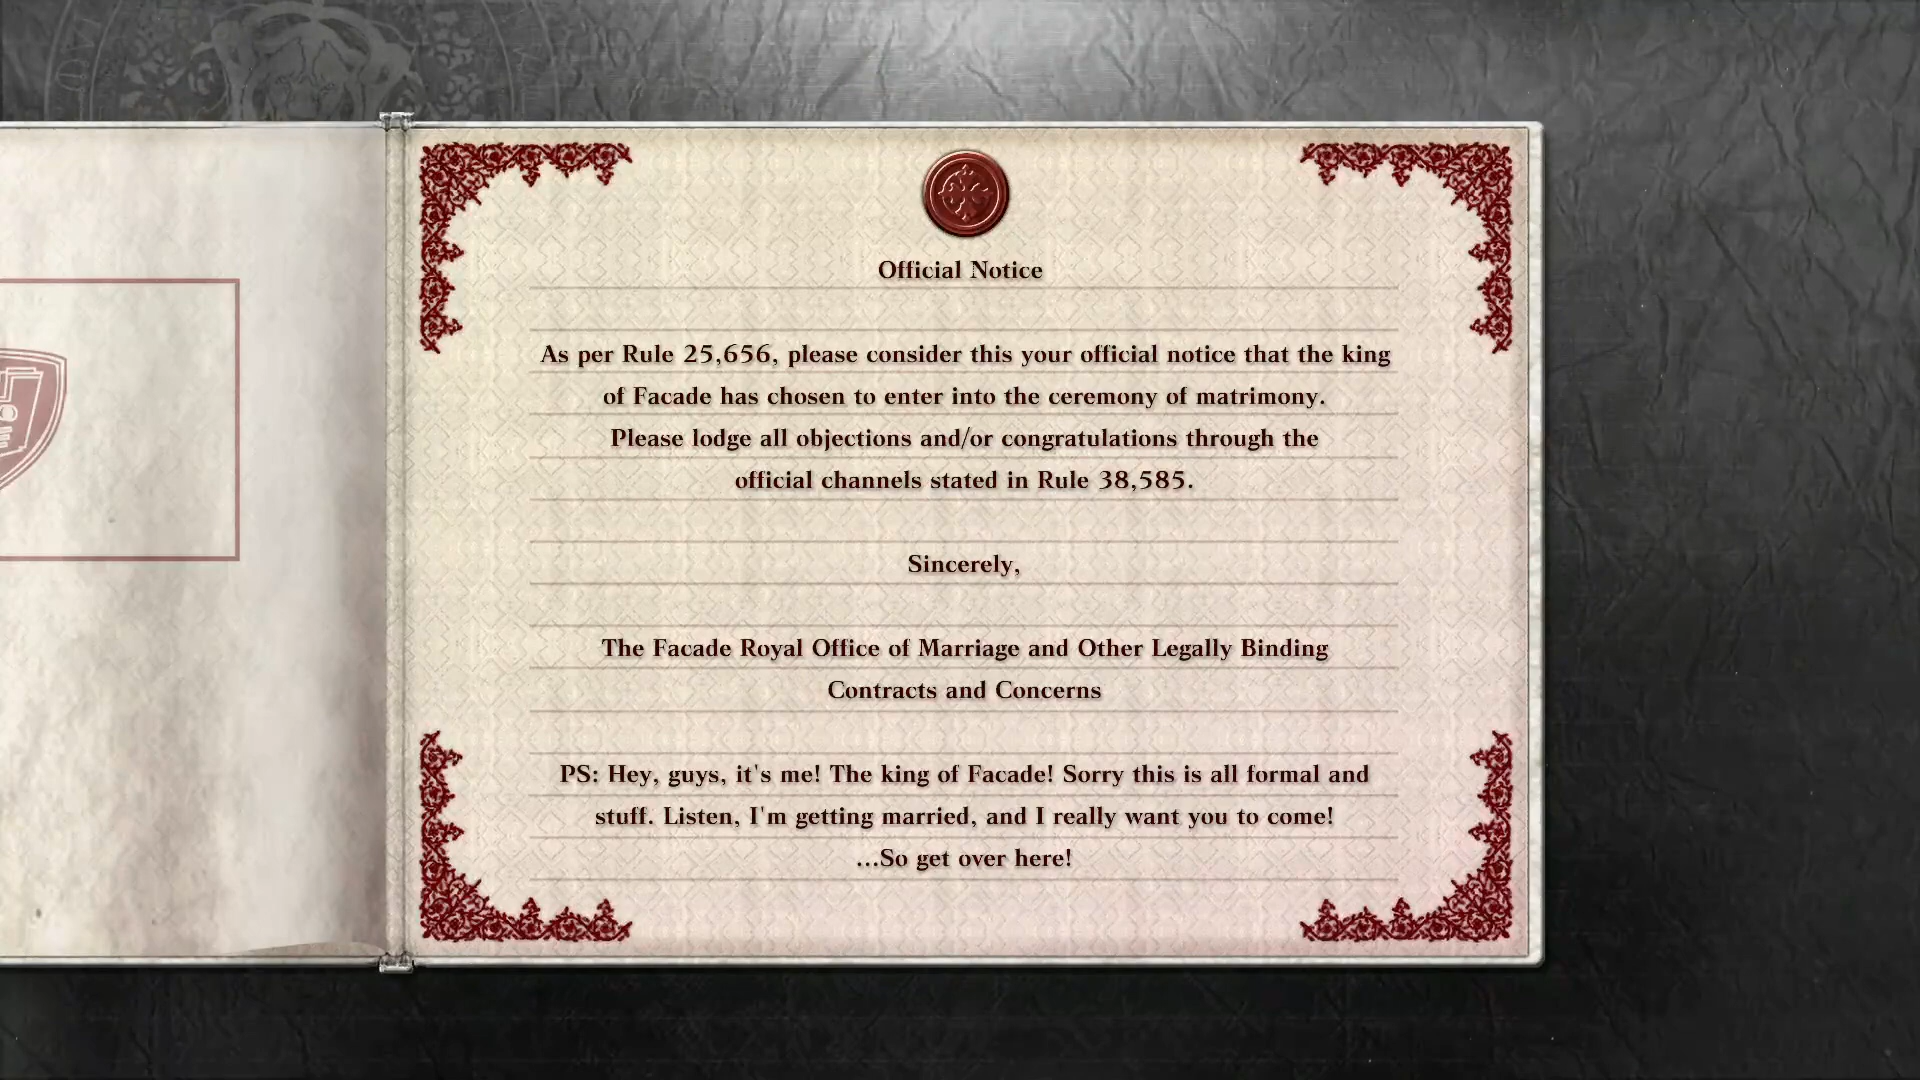 Official Notice
As per Rule 25,656, please consider this your official notice that the king
of Facade has chosen to enter into the ceremony of matrimony.
Please lodge all objections and/or congratulations through the
official channels stated in Rule 38,585.
Sincerely,
The Facade Royal Office of Marriage and Other Legally Binding
Contracts and Concerns
PS: Hey, guys, it's me! The king of Facade! Sorry this is all formal and
stuff. Listen, I'm getting married, and I really want you to come!
...So get over here!